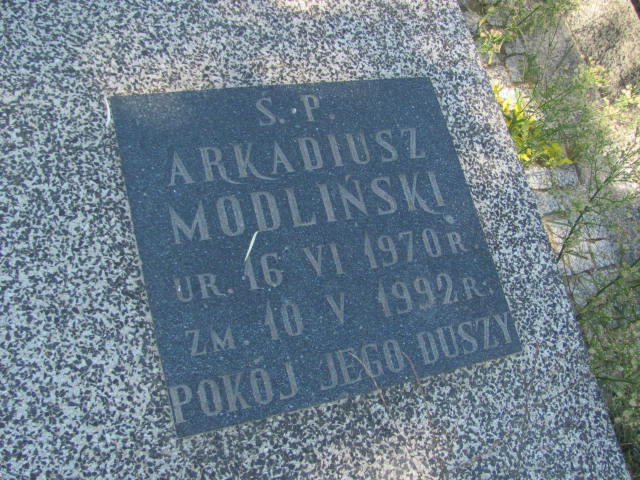 S. P.
ARKADIUSZ
MODLIŃSKI
UR. 16 VI 1970 R.
ZM. 10 V 1992 R.
POKÓJ JEGO DUSZY